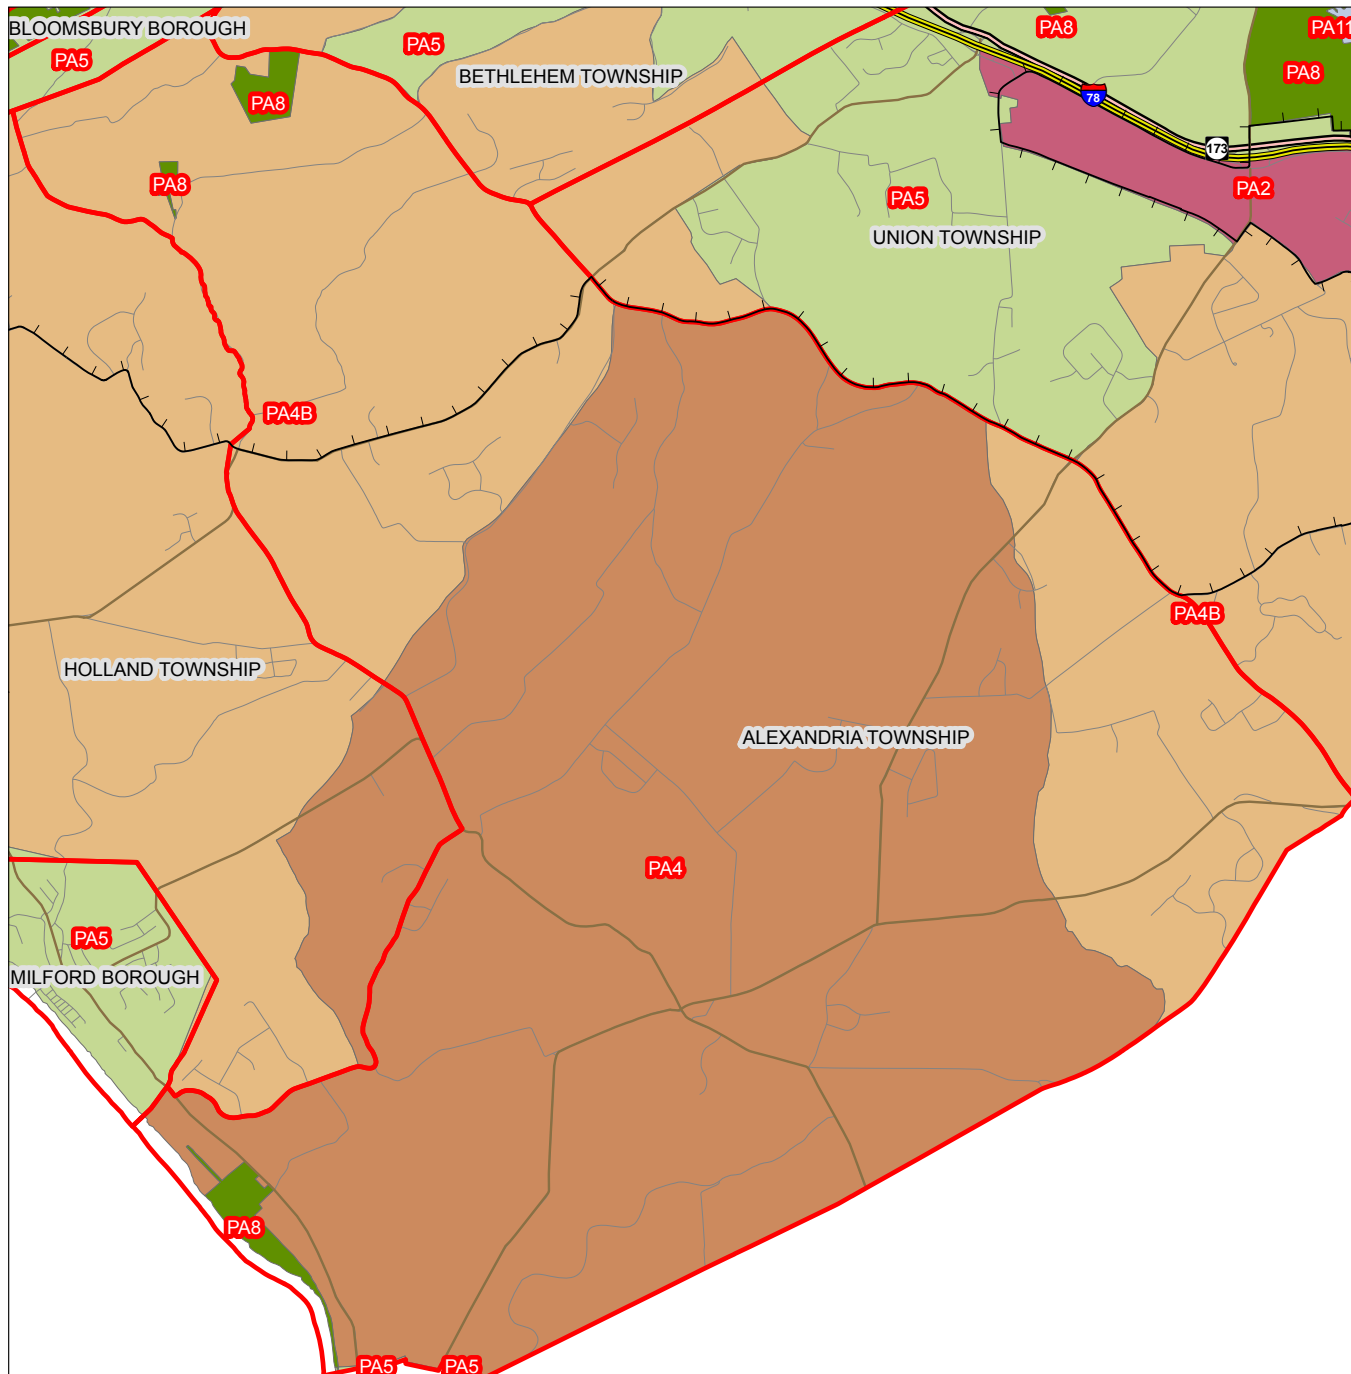 BLOOMSBURY BOROUGH
PA8
PA11
PA5
PA5
BETHLEHEM TOWNSHIP
PA8
PA8
78
173
PA8
PA2
PA5
UNION TOWNSHIP
PA4B
PA4B
HOLLAND TOWNSHIP
ALEXANDRIA TOWNSHIP
PA4
PA5
MILFORD BOROUGH
PA8
PA5
PA5